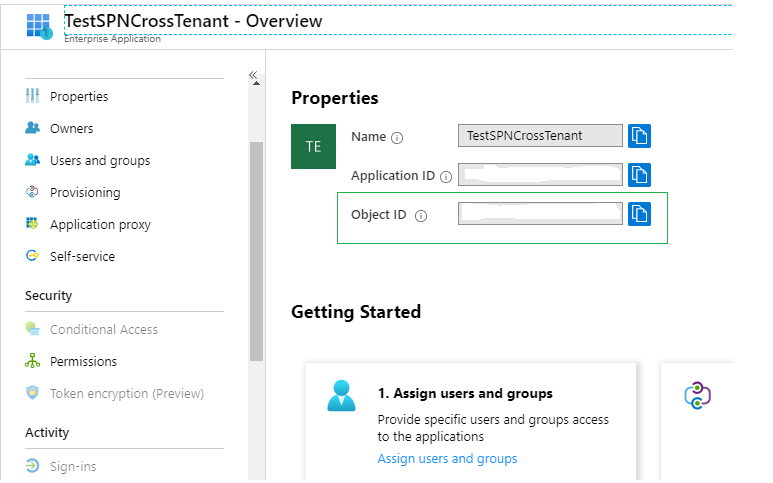 TestSPNCrossTenant - Overview
Enterprise Application
Properties
Owners
Users and groups
Provisioning
Application proxy
Self-service
Security
Conditional Access
Permissions
Token encryption (Preview)
Activity
Sign-ins
Properties
TE
Name
TestSPNCrossTenant
Application ID
Object ID
Getting Started
1. Assign users and groups
Provide specific users and groups access
to the applications
Assign users and groups